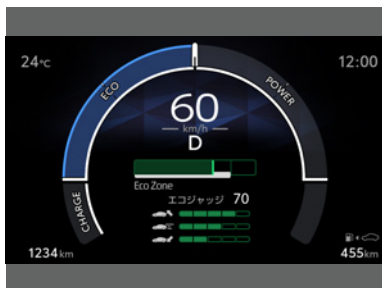 24°C
12:00
ECO
POWER
60
km/h
D
Eco Zone
エコジャッジ 70
CHARGE
1234km
455km